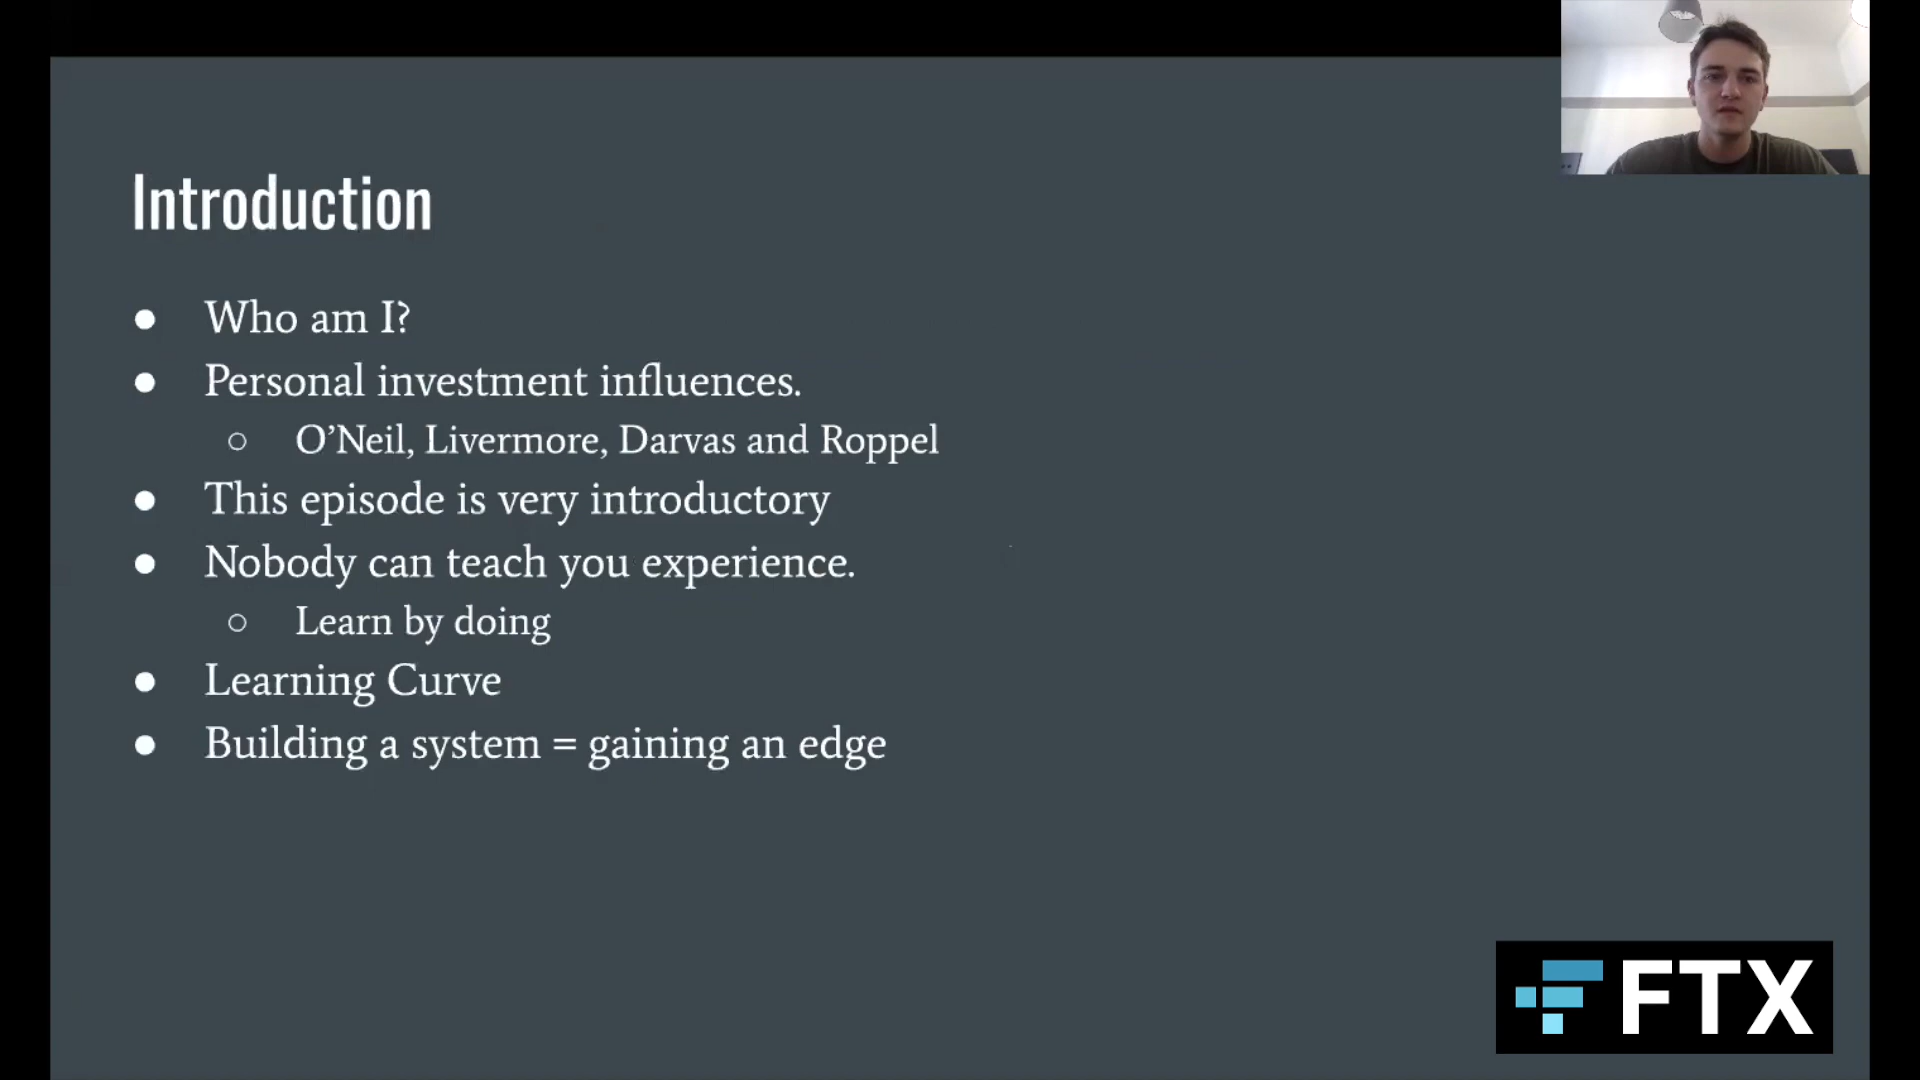 Introduction
● Who am I?
● Personal investment influences.
○ O’Neil, Livermore, Darvas and Roppel
● This episode is very introductory
● Nobody can teach you experience.
○ Learn by doing
● Learning Curve
● Building a system = gaining an edge
FTX